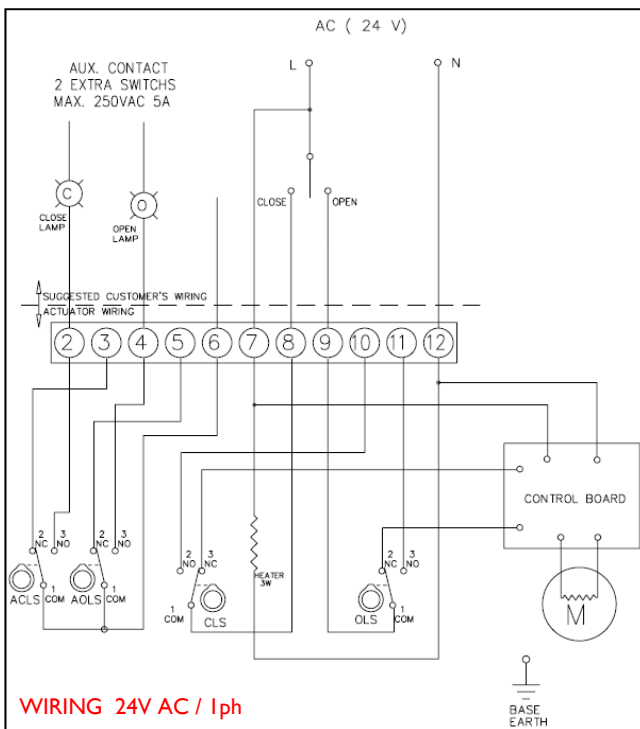 AC ( 24 V)
L
N
AUX. CONTACT
2 EXTRA SWITCHS
MAX. 250VAC 5A
C
CLOSE
LAMP
O
OPEN
LAMP
CLOSE
OPEN
SUGGESTED CUSTOMER'S WIRING
ACTUATOR WIRING
2 3 4 5 6 7 8 9 10 11 12
CONTROL BOARD
2
NC
3
NO
1
COM
ACLS
2
NC
3
NO
1
COM
AOLS
2
NO
3
NC
1
COM
CLS
HEATER
3W
2
NC
3
NO
1
COM
OLS
M
BASE
EARTH
WIRING 24V AC / 1ph